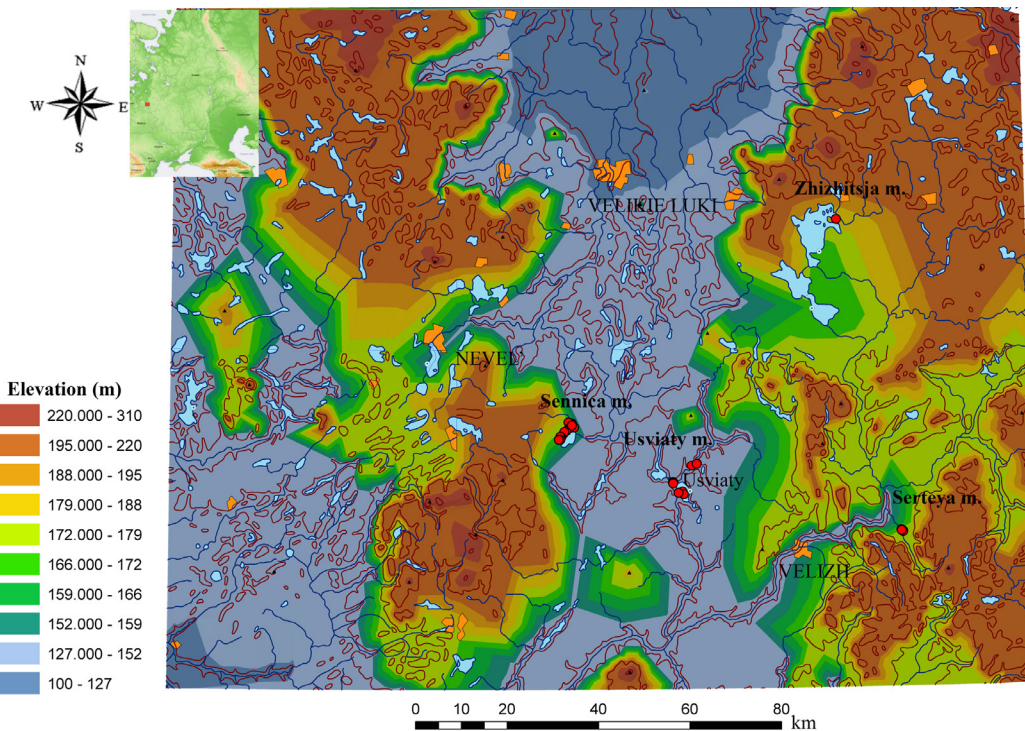 N
W E
S
Zhizhitsja m.
VELIKIE LUKI
NEVEL'
Sennica m.
Usviaty m.
Usviaty
Serteya m.
VELIZH
Elevation (m)
220.000 - 310
195.000 - 220
188.000 - 195
179.000 - 188
172.000 - 179
166.000 - 172
159.000 - 166
152.000 - 159
127.000 - 152
100 - 127
0 10 20 40 60 80
km